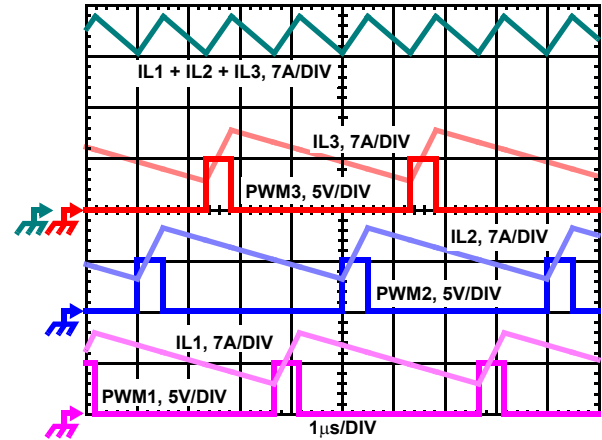 IL1 + IL2 + IL3, 7A/DIV
IL3, 7A/DIV
PWM3, 5V/DIV
IL2, 7A/DIV
PWM2, 5V/DIV
IL1, 7A/DIV
PWM1, 5V/DIV
1μs/DIV